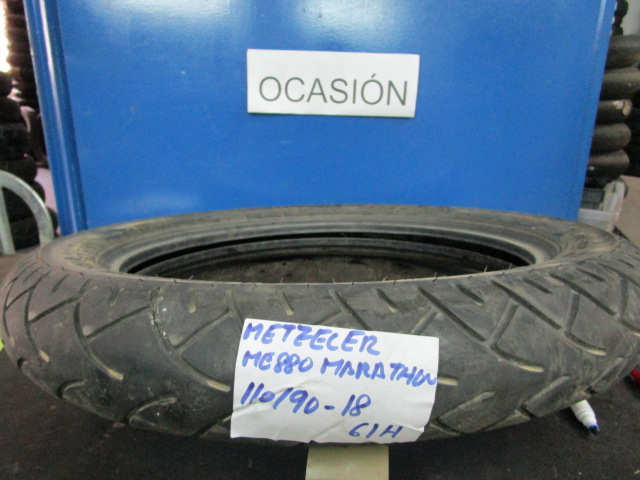 OCASIÓN
METZELER
ME880 MARATHON
110/90-18
61H